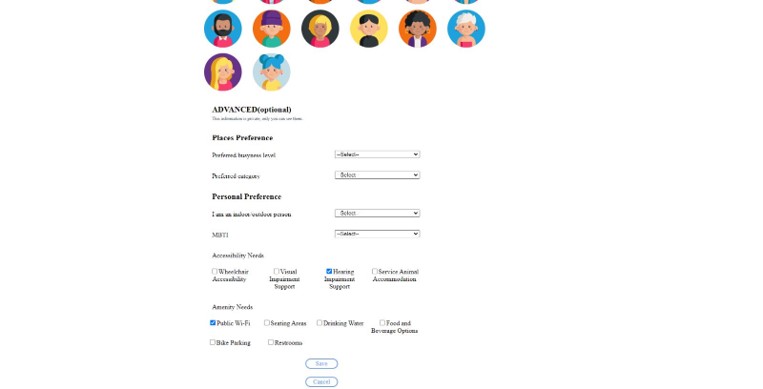 ADVANCED(optional)
This information is private, only you can see them.
Places Preference
Preferred busyness level
--Select--
Preferred category
Select
Personal Preference
I am an indoor/outdoor person
Select
MBTI
--Select--
Accessibility Needs
Wheelchair Accessibility
Visual Impairment Support
Hearing Impairment Support
Service Animal Accommodation
Amenity Needs
Public Wi-Fi
Seating Areas
Drinking Water
Food and Beverage Options
Bike Parking
Restrooms
Save
Cancel